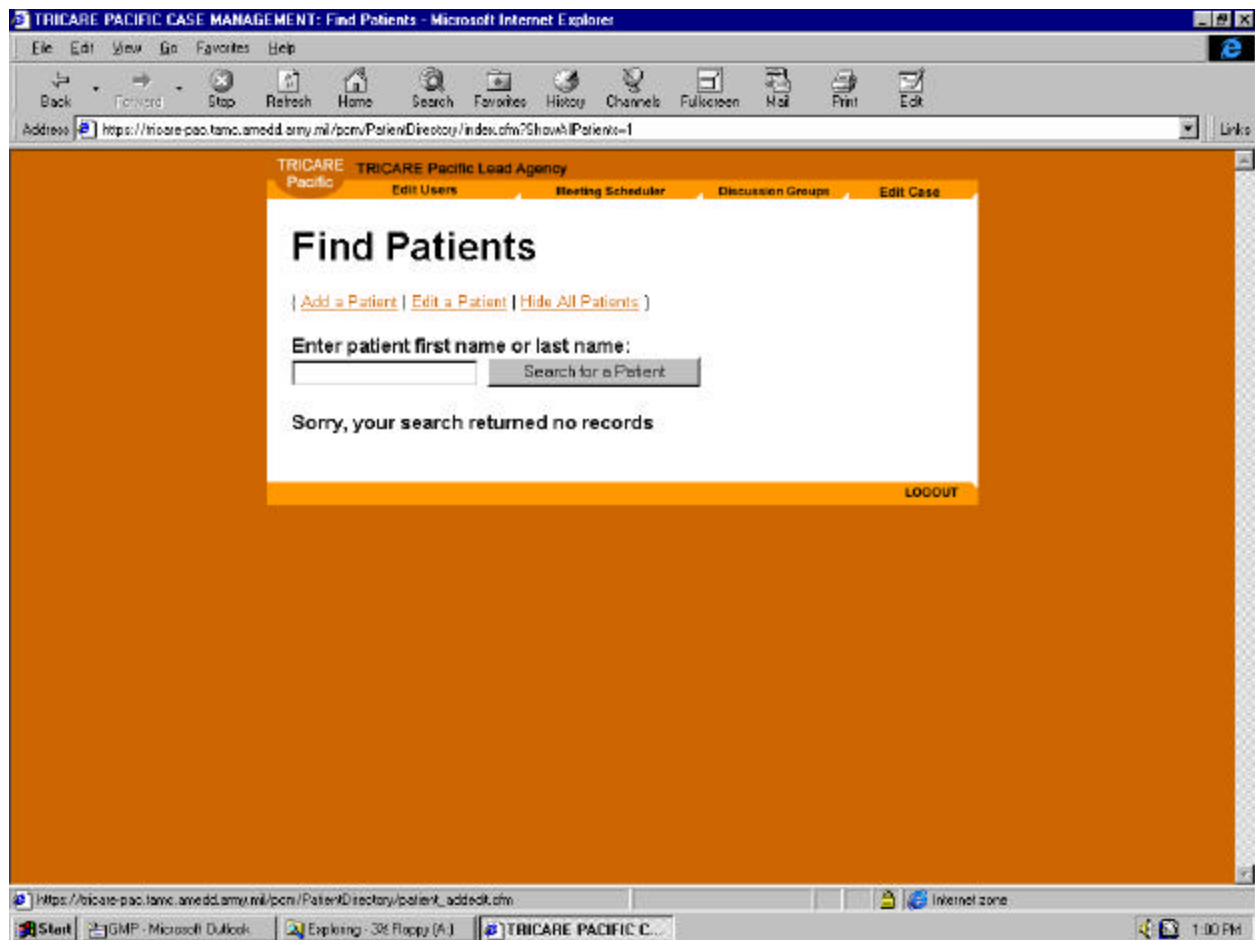 TRICARE PACIFIC CASE MANAGEMENT: Find Patients - Microsoft Internet Explorer
File Edit View Go Favorites Help
Back Forward Stop Refresh Home Search Favorites History Channels Fullscreen Mail Print Edit
Address https://tricare-pac.tamc.amedd.army.mil/pcm/PatientDirectory/index.cfm?ShowAllPatients=1 Links
TRICARE Pacific TRICARE Pacific Lead Agency
Edit Users Meeting Scheduler Discussion Groups Edit Case
Find Patients
{ Add a Patient | Edit a Patient | Hide All Patients }
Enter patient first name or last name:
Search for a Patient
Sorry, your search returned no records
LOGOUT
https://tricare-pac.tamc.amedd.army.mil/pcm/PatientDirectory/patient_addedit.cfm Internet zone
Start GMP - Microsoft Outlook Exploring - 3½ Floppy (A:) TRICARE PACIFIC C... 1:00 PM